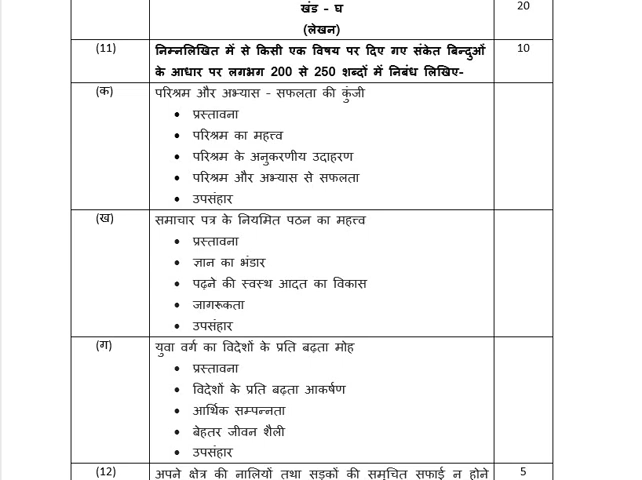 खंड - घ 20
(लेखन)
(11) निम्नलिखित में से किसी एक विषय पर दिए गए संकेत बिन्दुओं 10
के आधार पर लगभग 200 से 250 शब्दों में निबंध लिखिए-
(क) परिश्रम और अभ्यास - सफलता की कुंजी
• प्रस्तावना
• परिश्रम का महत्त्व
• परिश्रम के अनुकरणीय उदाहरण
• परिश्रम और अभ्यास से सफलता
• उपसंहार
(ख) समाचार पत्र के नियमित पठन का महत्त्व
• प्रस्तावना
• ज्ञान का भंडार
• पढ़ने की स्वस्थ आदत का विकास
• जागरूकता
• उपसंहार
(ग) युवा वर्ग का विदेशों के प्रति बढ़ता मोह
• प्रस्तावना
• विदेशों के प्रति बढ़ता आकर्षण
• आर्थिक सम्पन्नता
• बेहतर जीवन शैली
• उपसंहार
(12) अपने क्षेत्र की नालियों तथा सड़कों की समुचित सफाई न होने 5